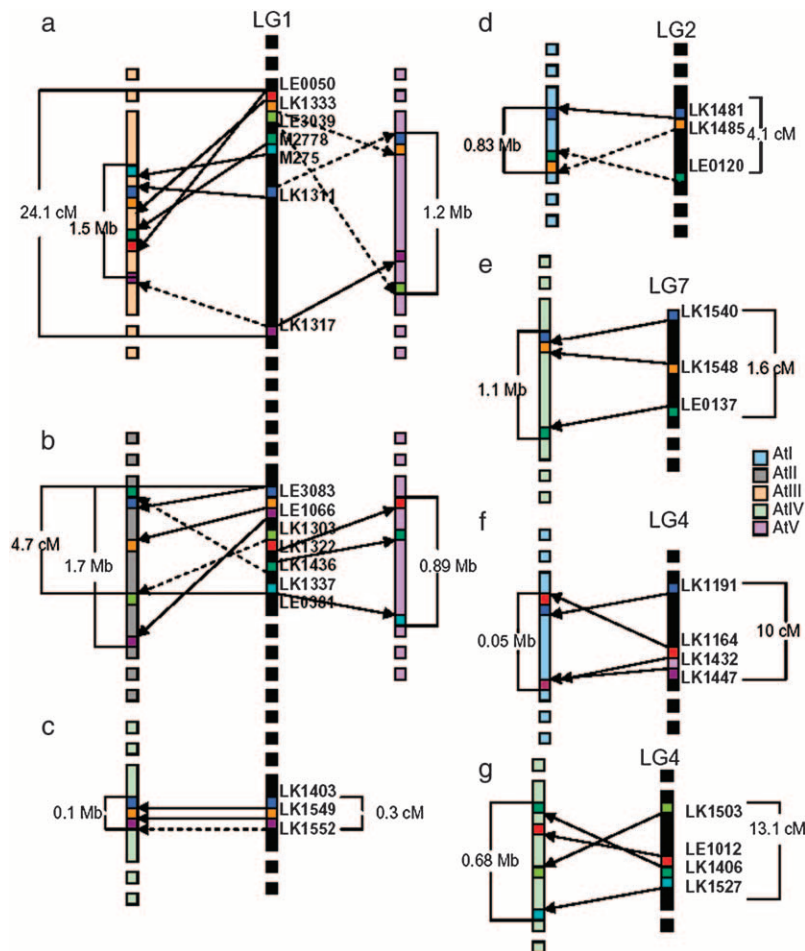 a
LG1
LE0050
LK1333
LE3039
M2778
M275
LK1311
LK1317
24.1 cM
1.5 Mb
1.2 Mb
b
LE3083
LE1066
LK1303
LK1322
LK1436
LK1337
LE0381
4.7 cM
1.7 Mb
0.89 Mb
c
LK1403
LK1549
LK1552
0.1 Mb
0.3 cM
d
LG2
LK1481
LK1485
LE0120
0.83 Mb
4.1 cM
e
LG7
LK1540
LK1548
LE0137
1.1 Mb
1.6 cM
AtI
AtII
AtIII
AtIV
AtV
f
LG4
LK1191
LK1164
LK1432
LK1447
0.05 Mb
10 cM
g
LG4
LK1503
LE1012
LK1406
LK1527
0.68 Mb
13.1 cM